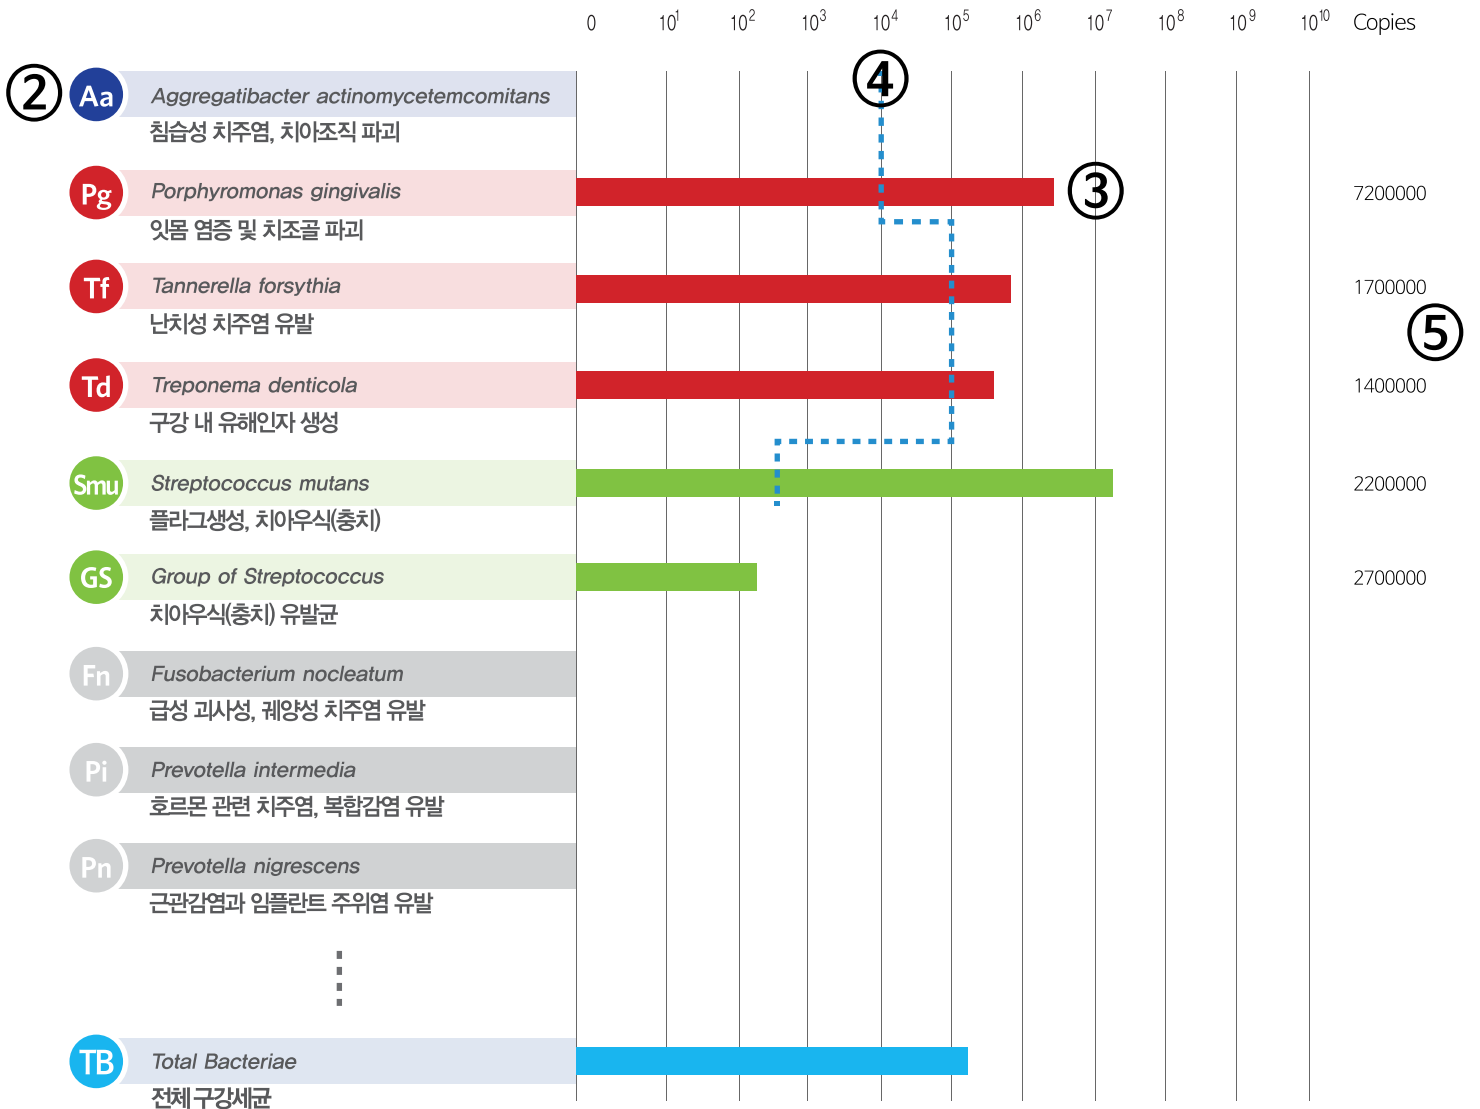 0 10¹ 10² 10³ 10⁴ 10⁵ 10⁶ 10⁷ 10⁸ 10⁹ 10¹⁰ Copies
② Aa Aggregatibacter actinomycetemcomitans ④
침습성 치주염, 치아조직 파괴
Pg Porphyromonas gingivalis ③ 7200000
잇몸 염증 및 치조골 파괴
Tf Tannerella forsythia 1700000
난치성 치주염 유발 ⑤
Td Treponema denticola 1400000
구강 내 유해인자 생성
Smu Streptococcus mutans 2200000
플라그생성, 치아우식(충치)
GS Group of Streptococcus 2700000
치아우식(충치) 유발균
Fn Fusobacterium nocleatum
급성 괴사성, 궤양성 치주염 유발
Pi Prevotella intermedia
호르몬 관련 치주염, 복합감염 유발
Pn Prevotella nigrescens
근관감염과 임플란트 주위염 유발
TB Total Bacteriae
전체 구강세균